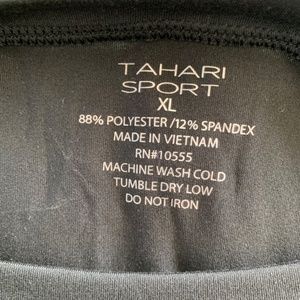 TAHARI
SPORT
XL
88% POLYESTER /12% SPANDEX
MADE IN VIETNAM
RN#10555
MACHINE WASH COLD
TUMBLE DRY LOW
DO NOT IRON